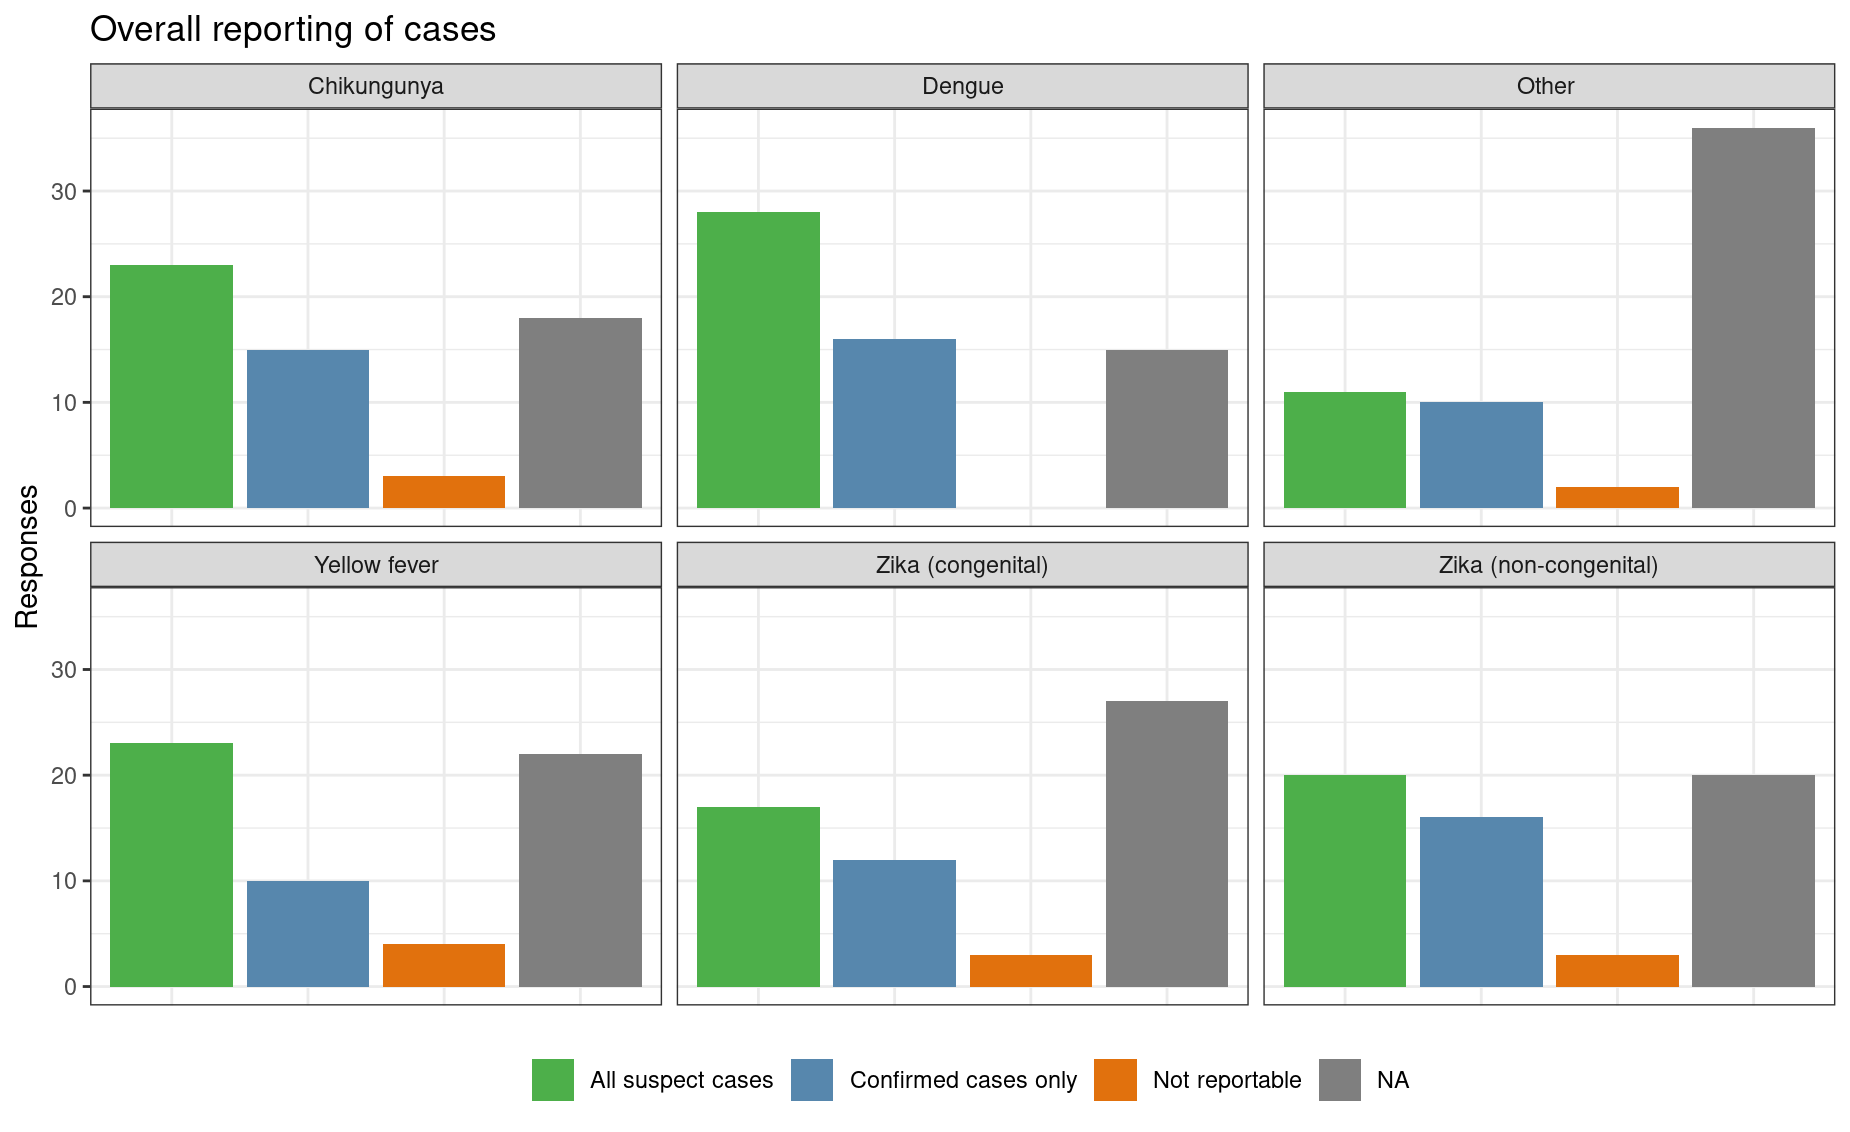 Overall reporting of cases
Chikungunya
Dengue
Other
30
20
10
0
Yellow fever
Zika (congenital)
Zika (non-congenital)
30
20
10
0
Responses
All suspect cases
Confirmed cases only
Not reportable
NA